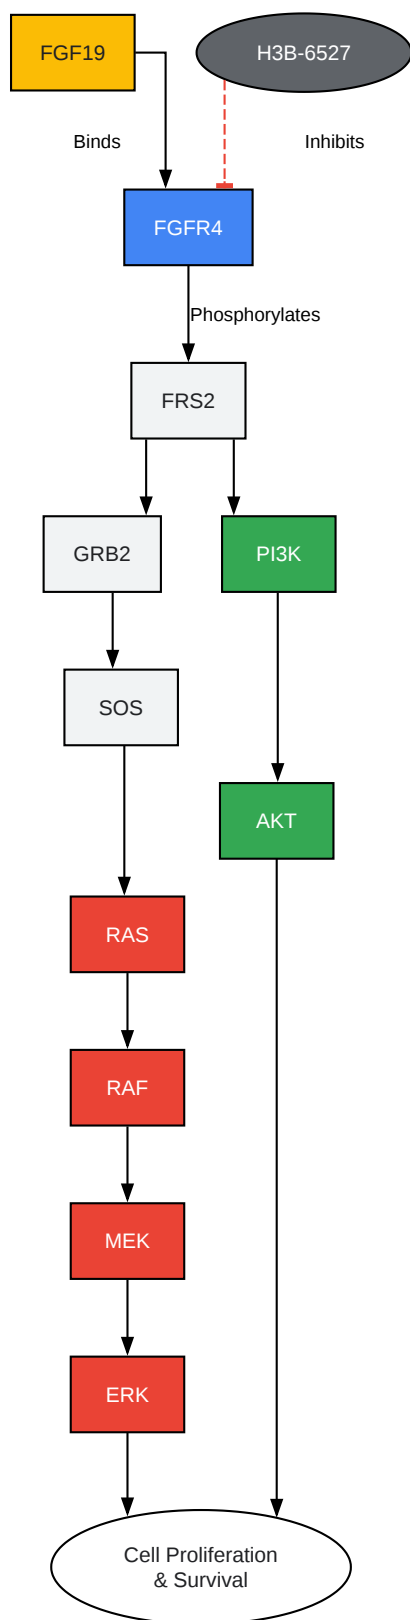 FGF19
H3B-6527
Binds
Inhibits
FGFR4
Phosphorylates
FRS2
GRB2
PI3K
SOS
AKT
RAS
RAF
MEK
ERK
Cell Proliferation
& Survival